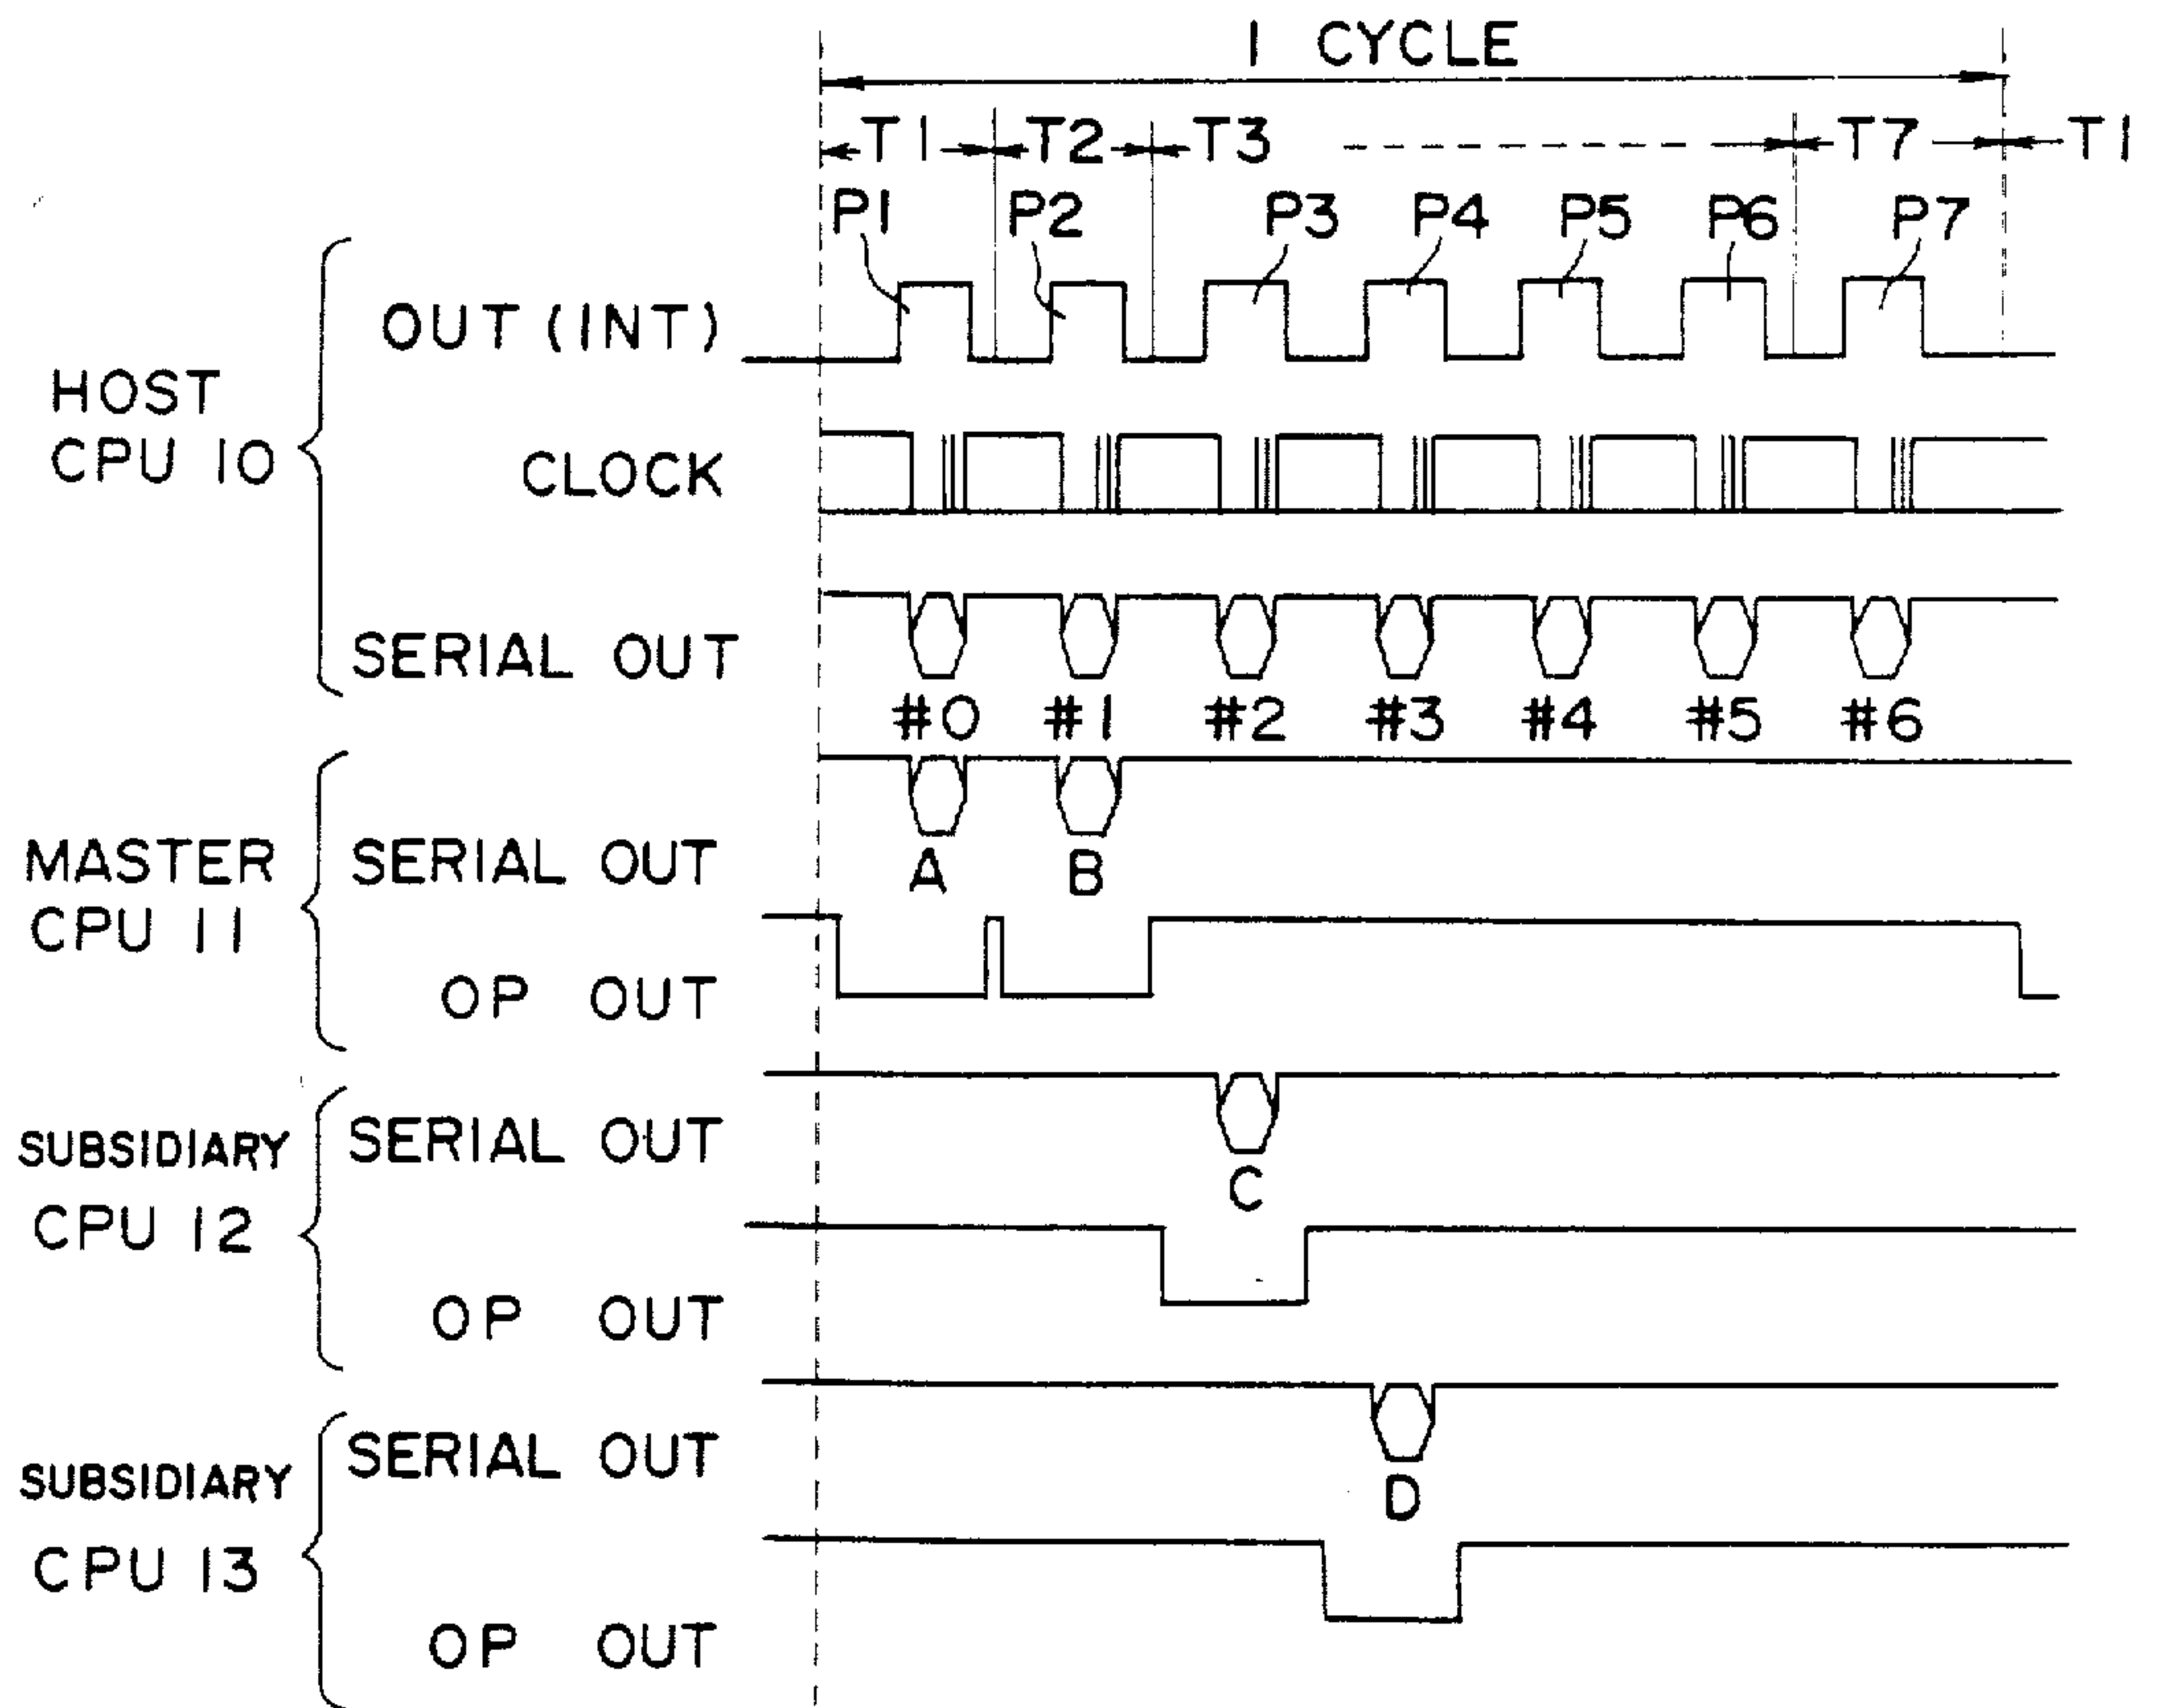 1 CYCLE
T1 T2 T3 T7 T1
P1 P2 P3 P4 P5 P6 P7
HOST
CPU 10
OUT (INT)
CLOCK
SERIAL OUT
#0 #1 #2 #3 #4 #5 #6
MASTER
CPU 11
SERIAL OUT
A B
OP OUT
SUBSIDIARY
CPU 12
SERIAL OUT
C
OP OUT
SUBSIDIARY
CPU 13
SERIAL OUT
D
OP OUT